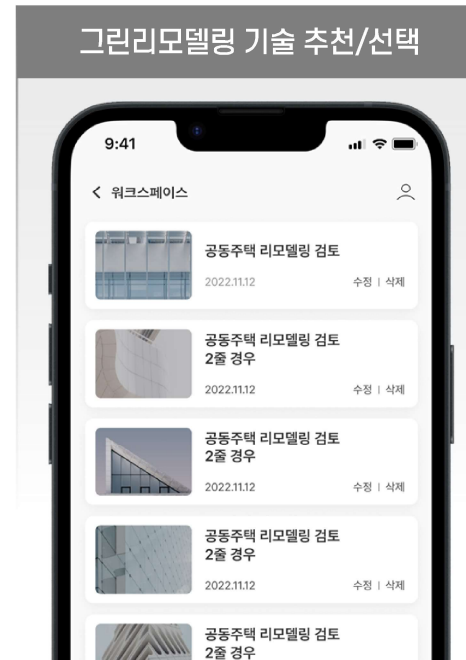 그린리모델링 기술 추천/선택
9:41
워크스페이스
공동주택 리모델링 검토
2022.11.12 수정 | 삭제
공동주택 리모델링 검토
2줄 경우
2022.11.12 수정 | 삭제
공동주택 리모델링 검토
2줄 경우
2022.11.12 수정 | 삭제
공동주택 리모델링 검토
2줄 경우
2022.11.12 수정 | 삭제
공동주택 리모델링 검토
2줄 경우